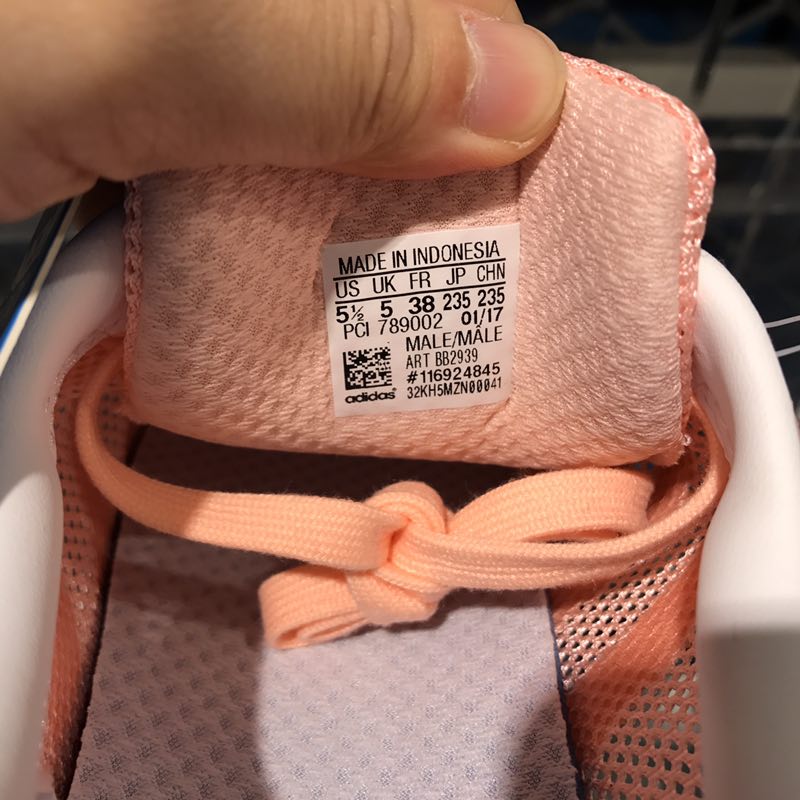 MADE IN INDONESIA
US UK FR JP CHN
5½ 5 38 235 235
PCI 789002 01/17
MALE/MÂLE
ART BB2939
#116924845
adidas 32KH5MZN00041